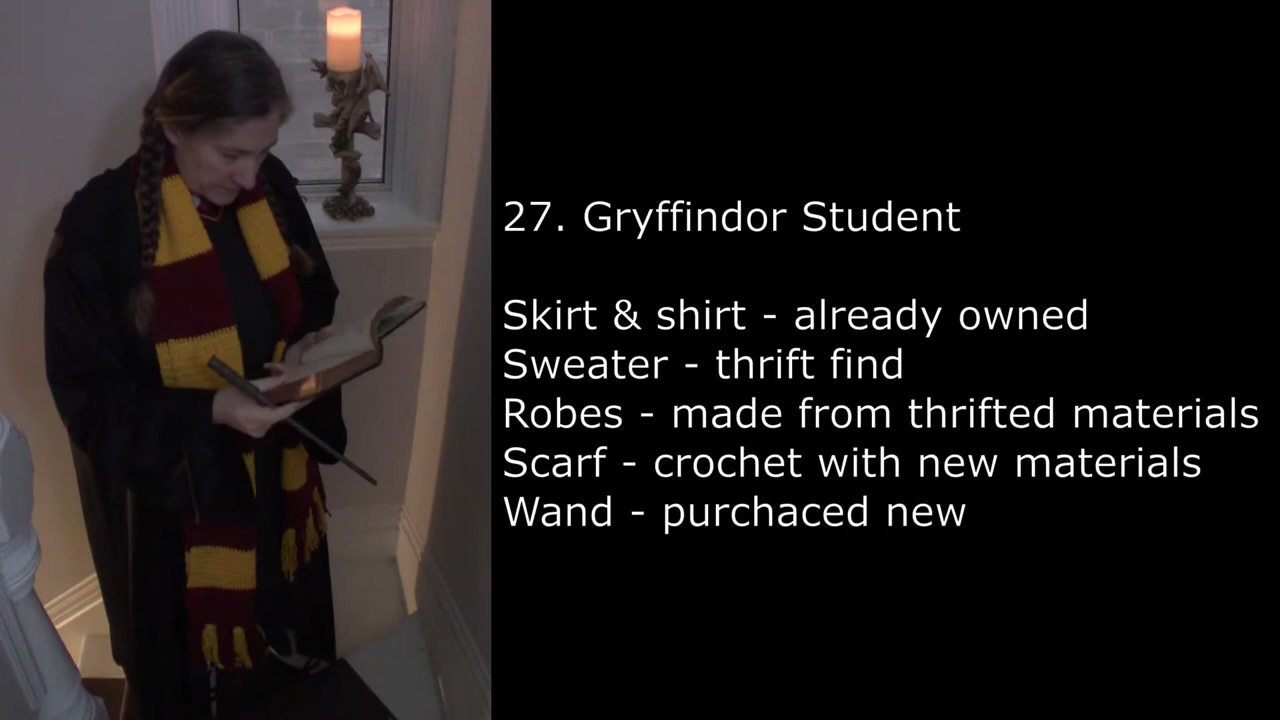 27. Gryffindor Student
Skirt & shirt - already owned
Sweater - thrift find
Robes - made from thrifted materials
Scarf - crochet with new materials
Wand - purchaced new